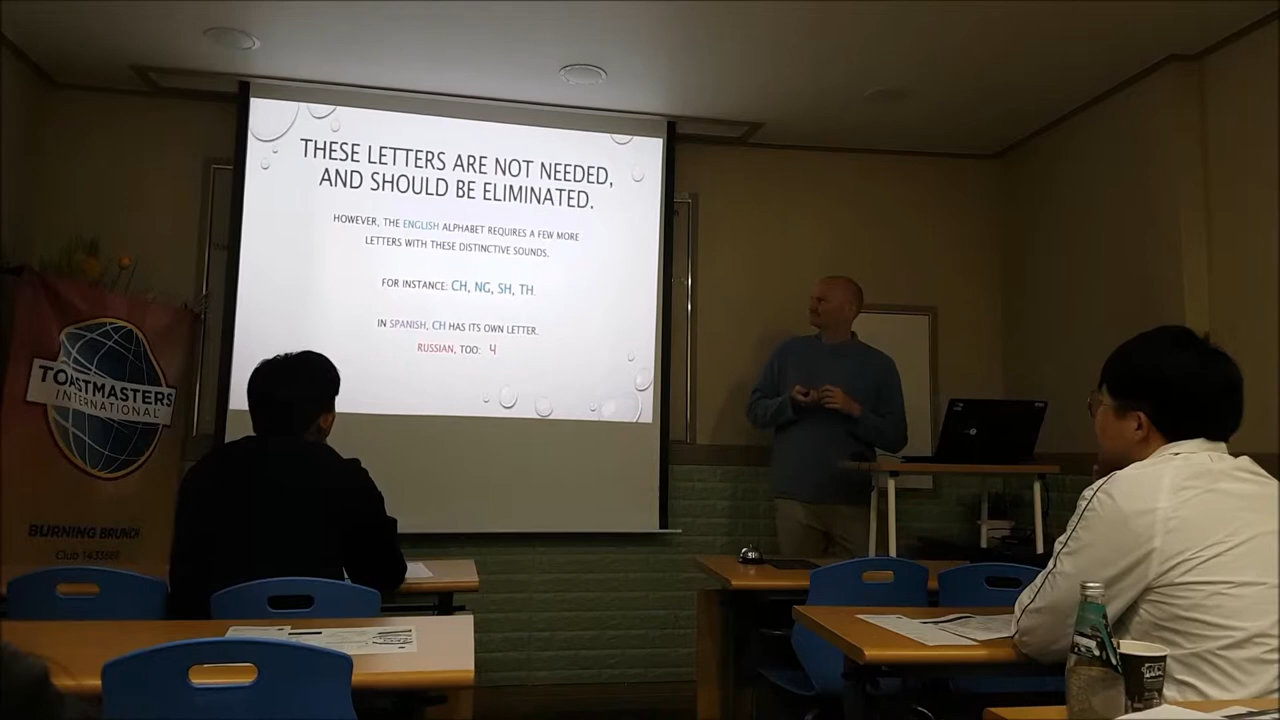 THESE LETTERS ARE NOT NEEDED,
AND SHOULD BE ELIMINATED.
HOWEVER, THE ENGLISH ALPHABET REQUIRES A FEW MORE
LETTERS WITH THESE DISTINCTIVE SOUNDS.
FOR INSTANCE: CH, NG, SH, TH.
IN SPANISH, CH HAS ITS OWN LETTER.
RUSSIAN, TOO: Ч
TOASTMASTERS
INTERNATIONAL
BURNING BRUNCH
Club